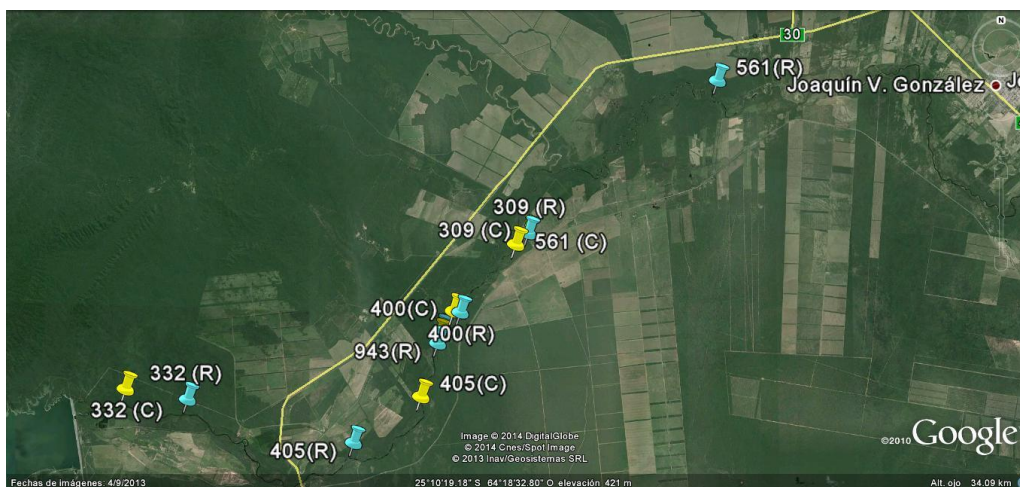 30
561(R)
Joaquín V. González
309 (R)
309 (C)
561 (C)
400(C)
400(R)
943(R)
332 (R)
405(C)
332 (C)
405(R)
Image © 2014 DigitalGlobe
© 2014 Cnes/Spot Image
© 2013 Inav/Geosistemas SRL
©2010 Google
Fechas de imágenes: 4/9/2013
25°10'19.18" S 64°18'32.80" O elevación 421 m
Alt. ojo 34.09 km